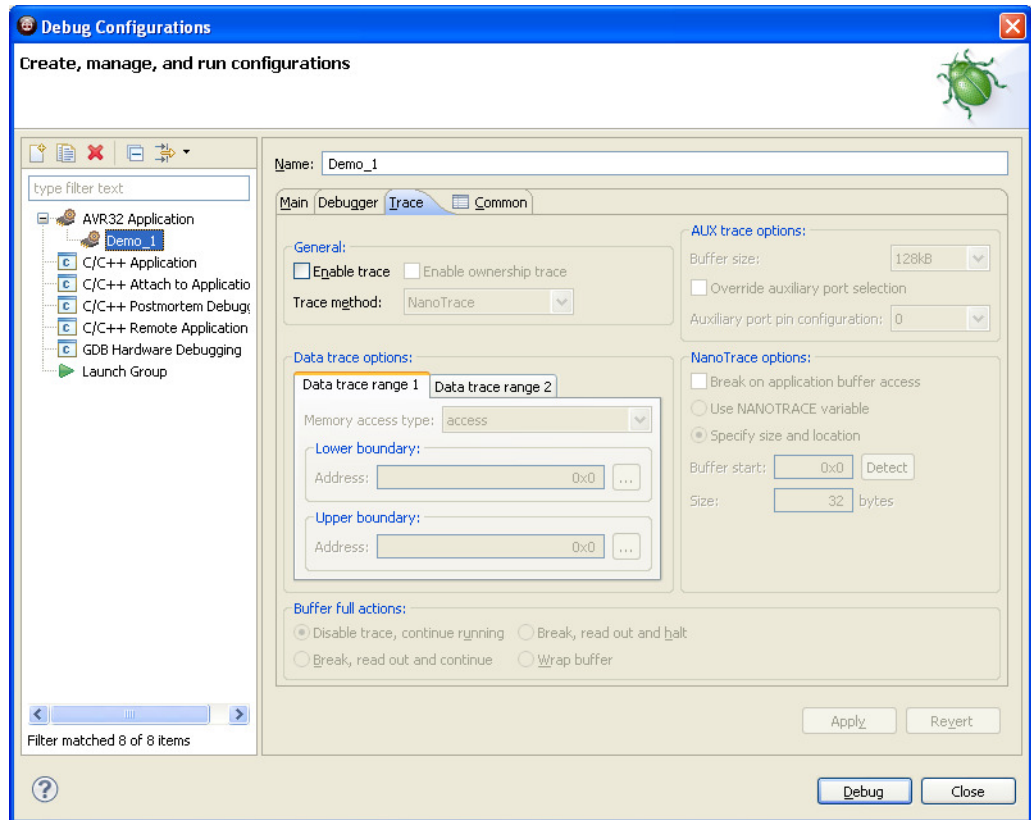 Debug Configurations
Create, manage, and run configurations
type filter text
AVR32 Application
Demo_1
C/C++ Application
C/C++ Attach to Applicatio
C/C++ Postmortem Debug
C/C++ Remote Application
GDB Hardware Debugging
Launch Group
Filter matched 8 of 8 items
Name: Demo_1
Main Debugger Trace Common
General:
Enable trace Enable ownership trace
Trace method: NanoTrace
AUX trace options:
Buffer size: 128kB
Override auxiliary port selection
Auxiliary port pin configuration: 0
Data trace options:
Data trace range 1 Data trace range 2
Memory access type: access
Lower boundary:
Address: 0x0 ...
Upper boundary:
Address: 0x0 ...
NanoTrace options:
Break on application buffer access
Use NANOTRACE variable
Specify size and location
Buffer start: 0x0 Detect
Size: 32 bytes
Buffer full actions:
Disable trace, continue running Break, read out and halt
Break, read out and continue Wrap buffer
Apply Revert
? Debug Close